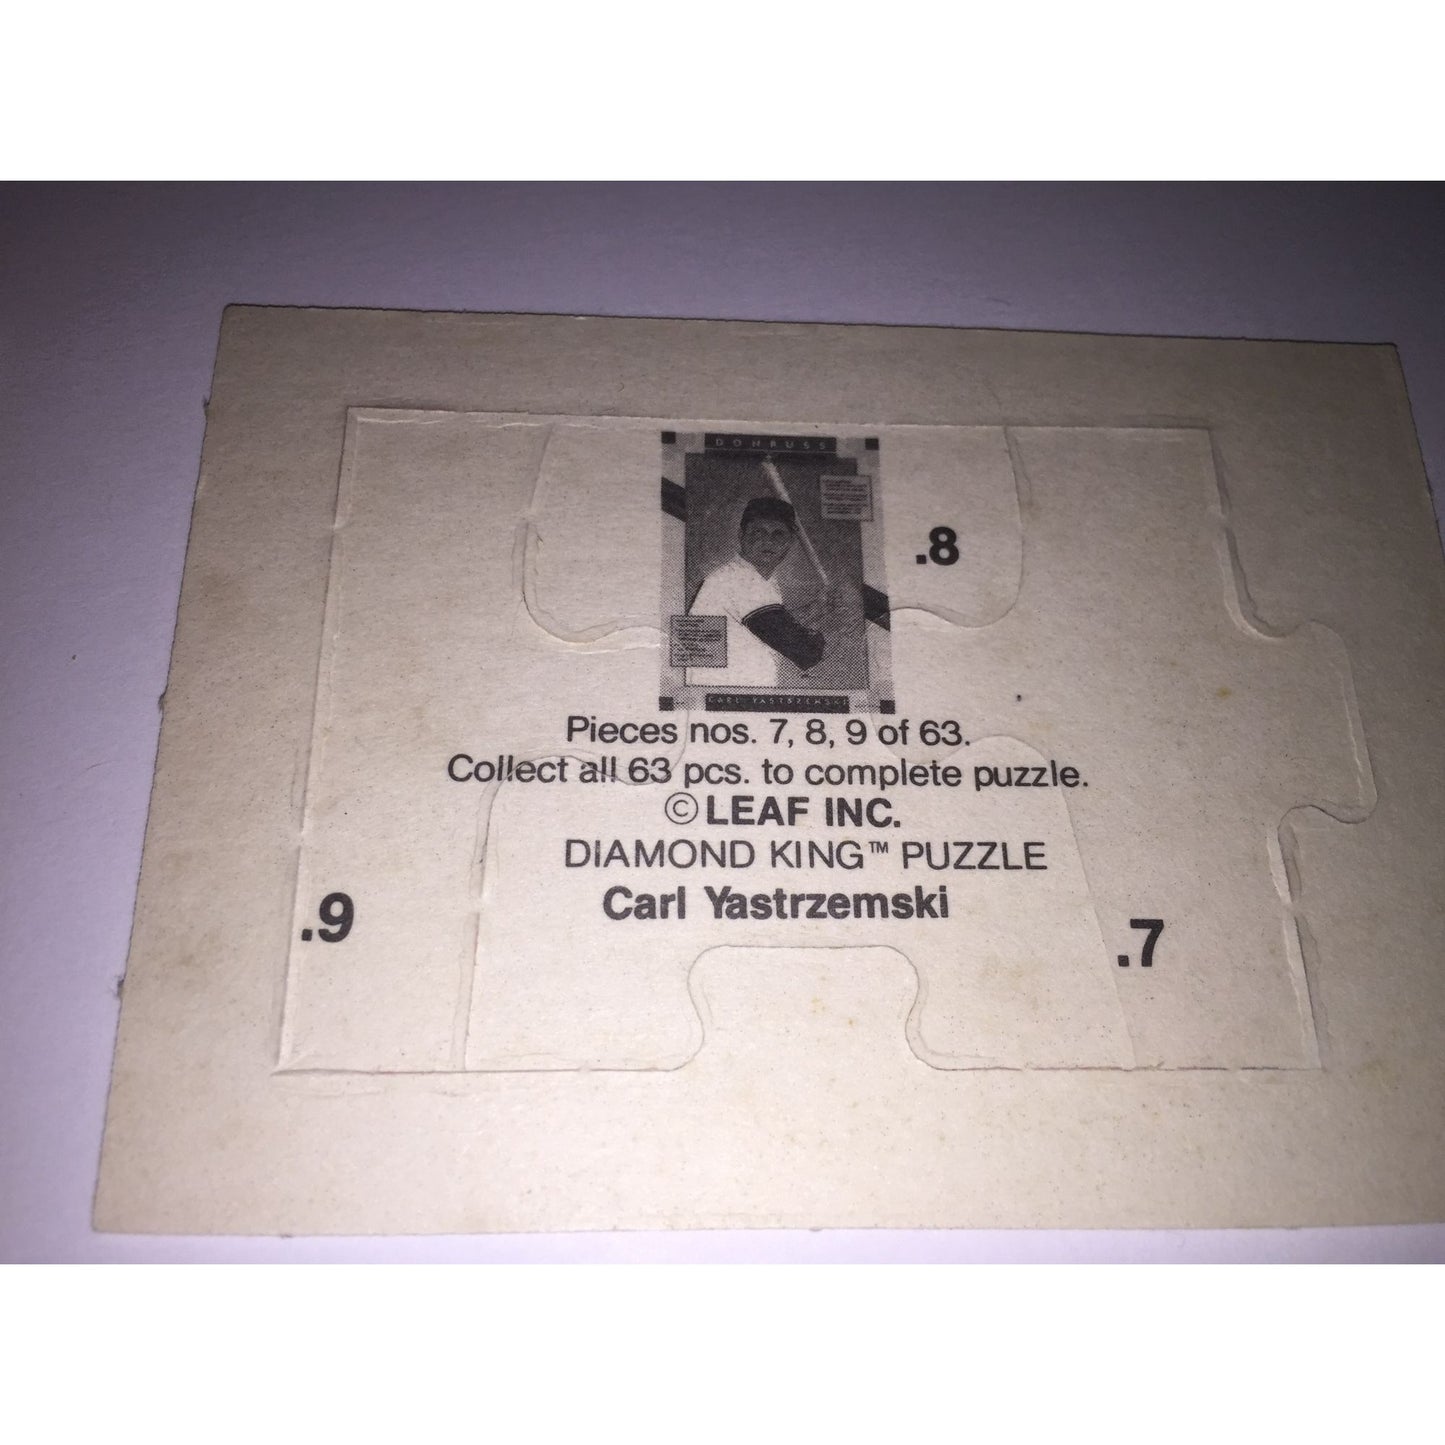 DONRUSS
.8
CARL YASTRZEMSKI
Pieces nos. 7, 8, 9 of 63.
Collect all 63 pcs. to complete puzzle.
© LEAF INC.
DIAMOND KING™ PUZZLE
Carl Yastrzemski
.9
.7